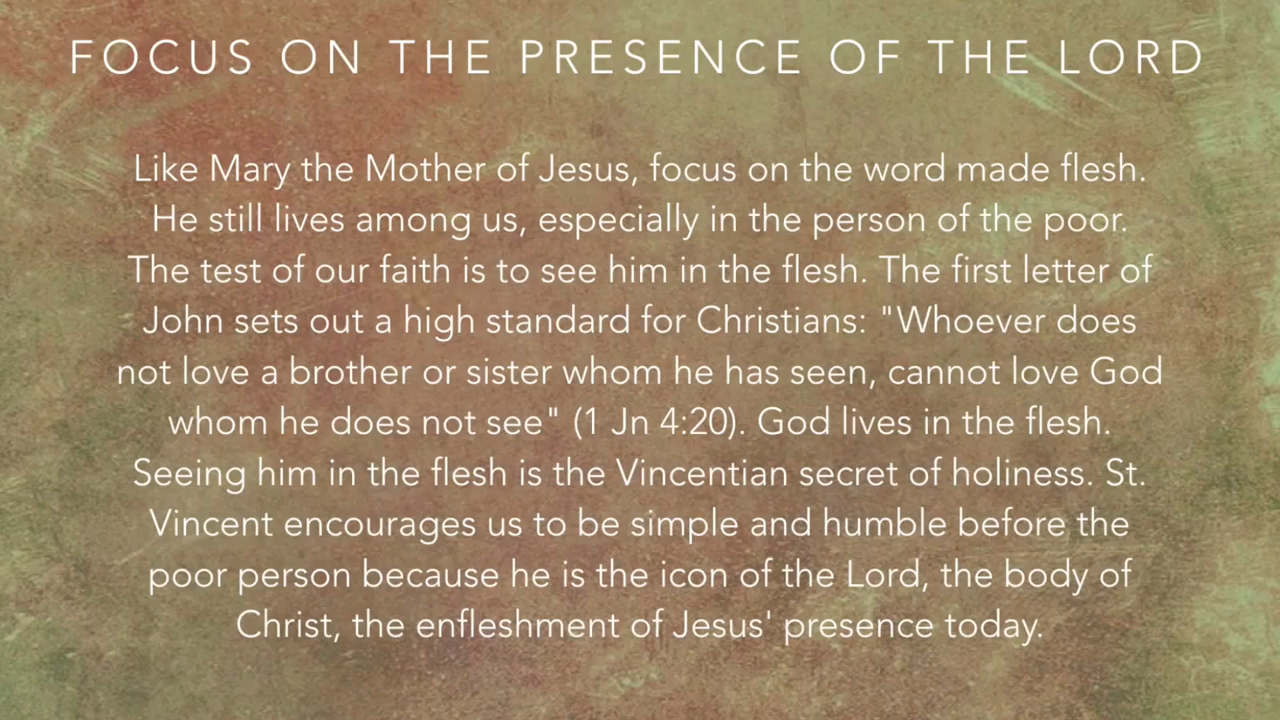 FOCUS ON THE PRESENCE OF THE LORD
Like Mary the Mother of Jesus, focus on the word made flesh.
He still lives among us, especially in the person of the poor.
The test of our faith is to see him in the flesh. The first letter of
John sets out a high standard for Christians: "Whoever does
not love a brother or sister whom he has seen, cannot love God
whom he does not see" (1 Jn 4:20). God lives in the flesh.
Seeing him in the flesh is the Vincentian secret of holiness. St.
Vincent encourages us to be simple and humble before the
poor person because he is the icon of the Lord, the body of
Christ, the enfleshment of Jesus' presence today.